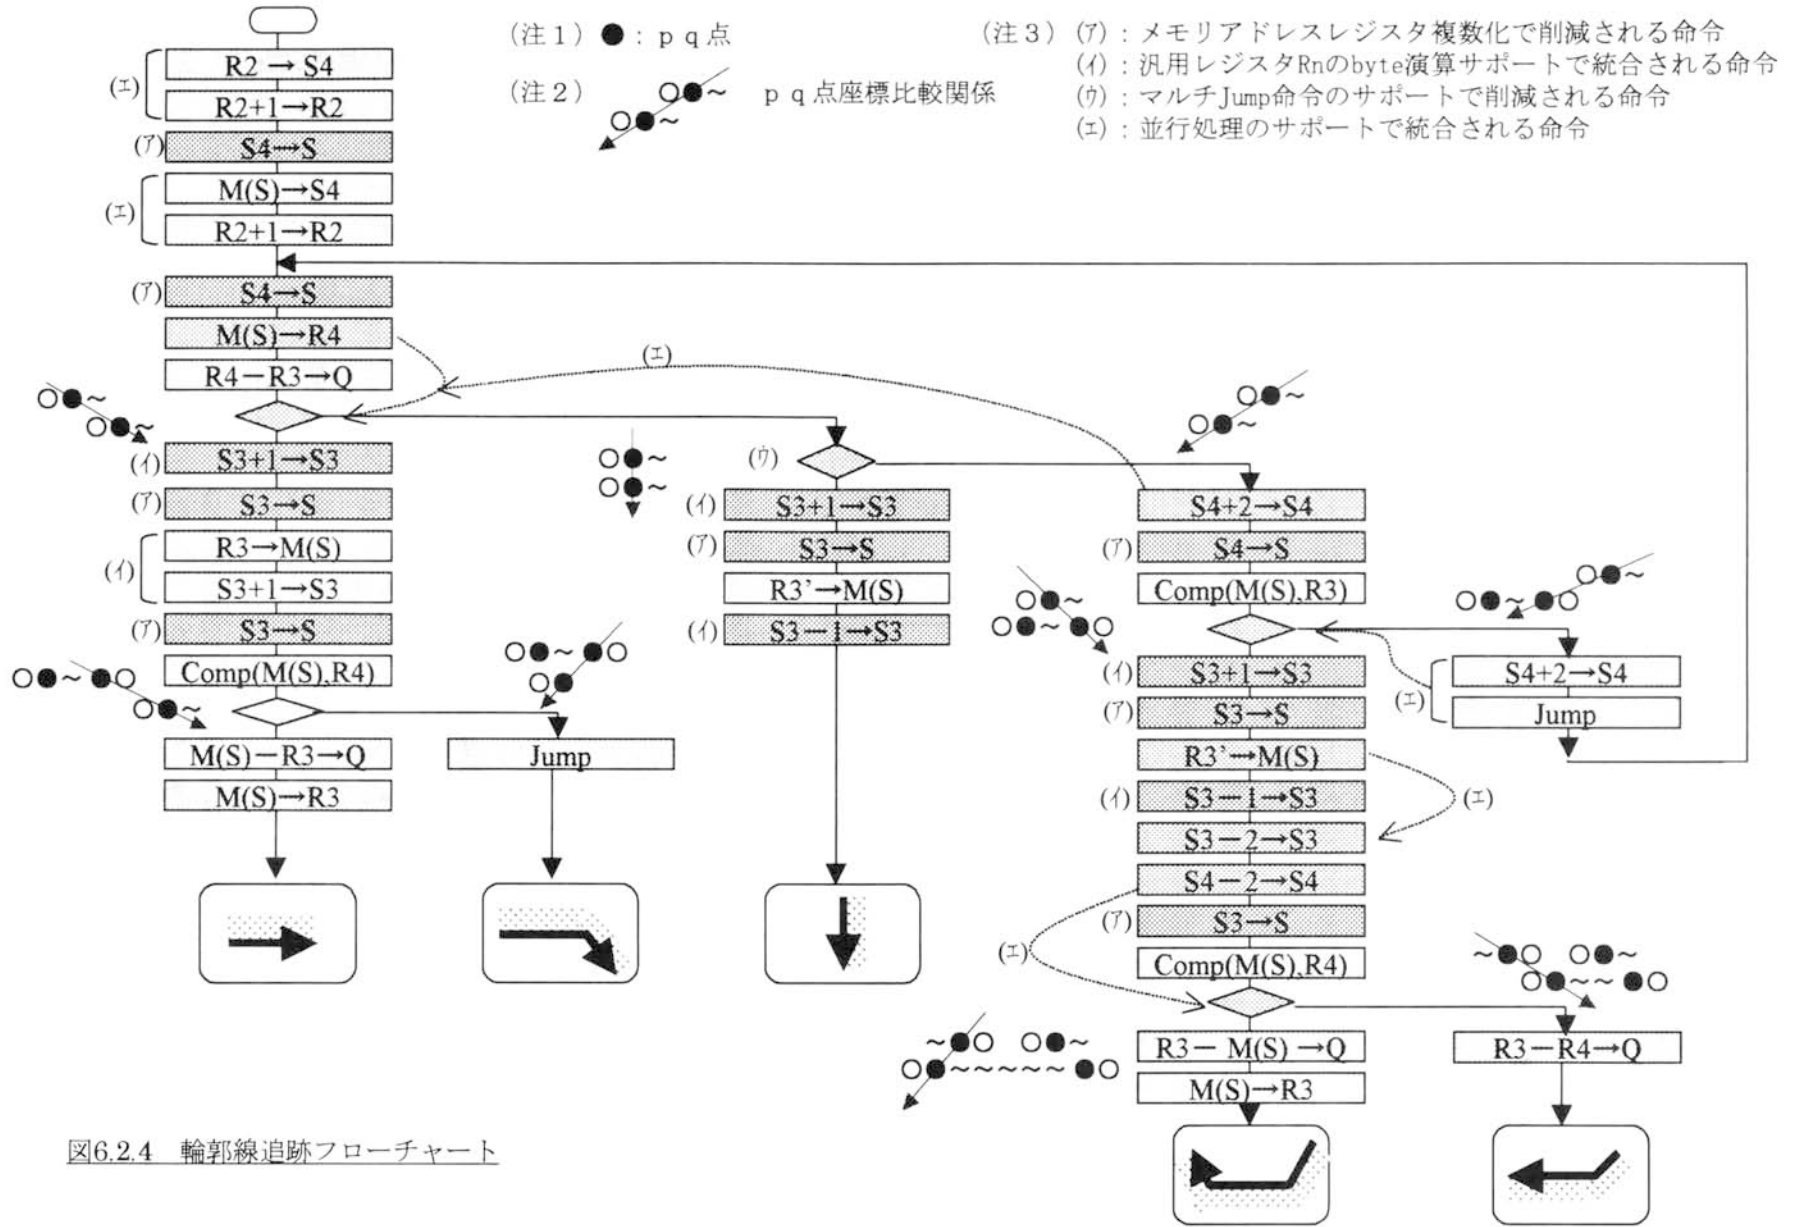 (注1) ●：ｐｑ点
(注2) ○●～ ○●～ ｐｑ点座標比較関係
(注3) (ア)：メモリアドレスレジスタ複数化で削減される命令
(イ)：汎用レジスタRnのbyte演算サポートで統合される命令
(ウ)：マルチJump命令のサポートで削減される命令
(エ)：並行処理のサポートで統合される命令
(エ)
R2→S4
R2+1→R2
(ア) S4→S
(エ)
M(S)→S4
R2+1→R2
(ア) S4→S
M(S)→R4
R4－R3→Q
(エ)
○●～
○●～
(イ) S3+1→S3
(ア) S3→S
(イ)
R3→M(S)
S3+1→S3
(ア) S3→S
Comp(M(S),R4)
○●～●○
○●～
M(S)－R3→Q
M(S)→R3
○●～●○
○●～
Jump
○●～
○●～
(ウ)
(イ) S3+1→S3
(ア) S3→S
R3'→M(S)
(イ) S3－1→S3
○●～
○●～
S4+2→S4
(ア) S4→S
Comp(M(S),R3)
○●～
○●～●○
○●～
○●～●○
S4+2→S4
Jump
(エ)
(イ) S3+1→S3
(ア) S3→S
R3'→M(S)
(イ) S3－1→S3
(エ)
S3－2→S3
S4－2→S4
(ア) S3→S
(エ)
Comp(M(S),R4)
～●○ ○●～
○●～～●○
～●○ ○●～
○●～～～～～●○
R3－ M(S) →Q
M(S)→R3
R3－R4→Q
図6.2.4 輪郭線追跡フローチャート